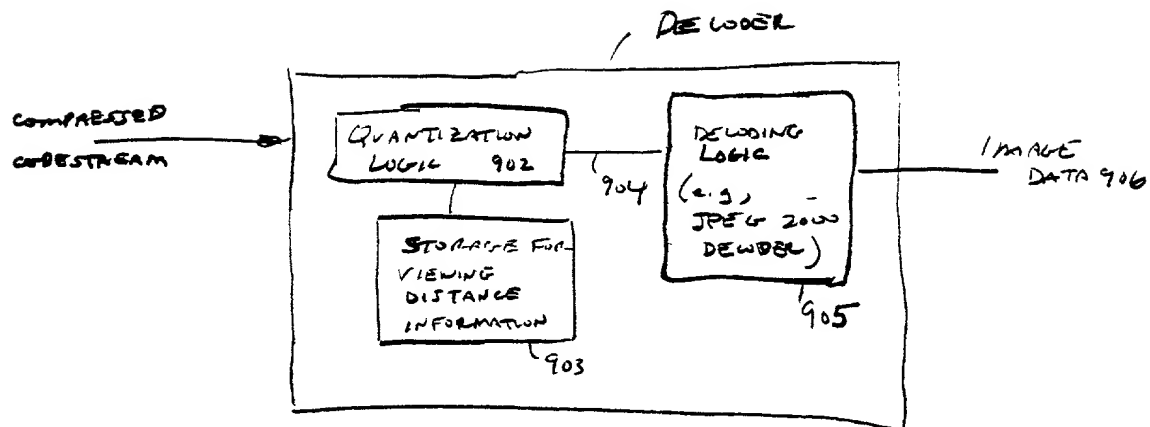 DECODER
COMPRESSED
CODESTREAM
QUANTIZATION
LOGIC 902
904
DECODING
LOGIC
(e.g,
JPEG 2000
DECODER)
905
IMAGE
DATA 906
STORAGE FOR
VIEWING
DISTANCE
INFORMATION
903